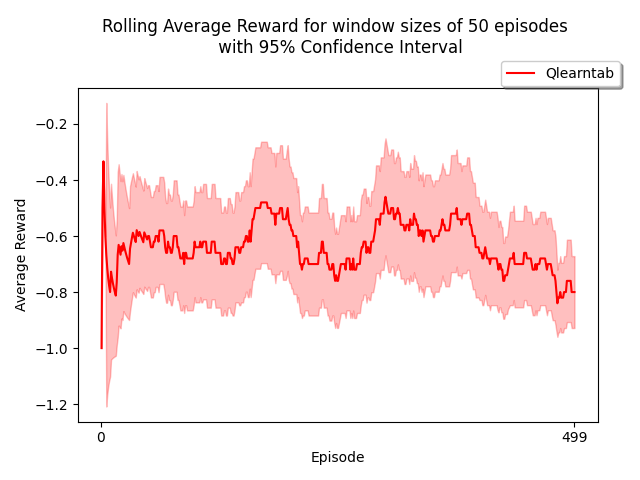 Rolling Average Reward for window sizes of 50 episodes
with 95% Confidence Interval
Qlearntab
−0.2
−0.4
−0.6
−0.8
−1.0
−1.2
Average Reward
0
499
Episode